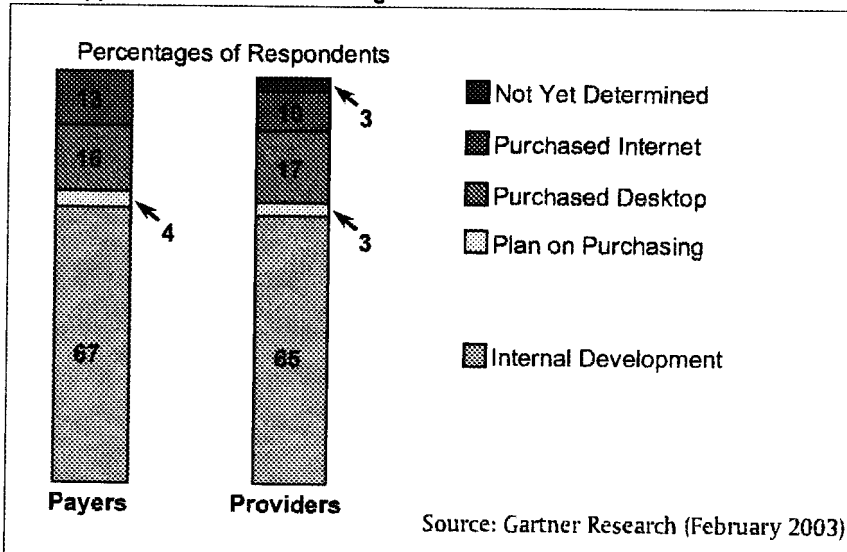 Percentages of Respondents
13
16
4
67
Payers
3
10
17
3
65
Providers
Not Yet Determined
Purchased Internet
Purchased Desktop
Plan on Purchasing
Internal Development
Source: Gartner Research (February 2003)